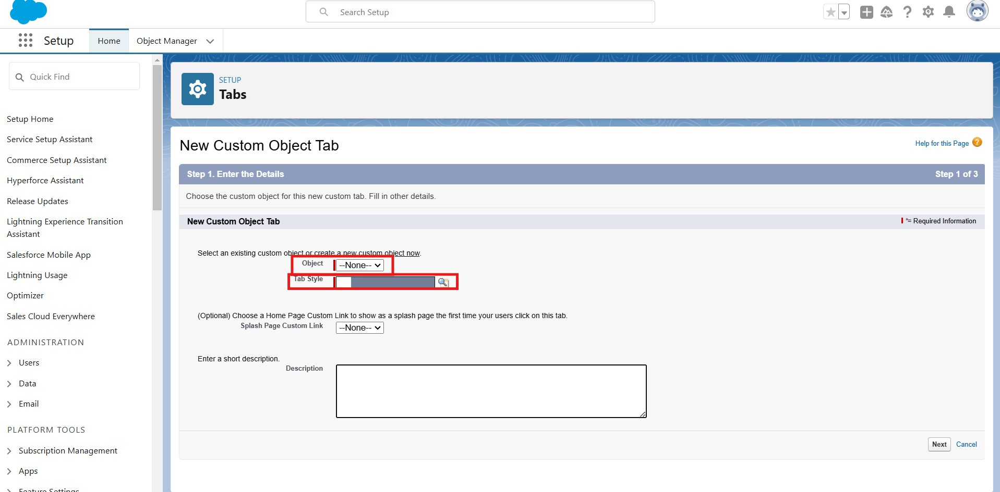 Search Setup
Setup
Home
Object Manager
Quick Find
Setup Home
Service Setup Assistant
Commerce Setup Assistant
Hyperforce Assistant
Release Updates
Lightning Experience Transition
Assistant
Salesforce Mobile App
Lightning Usage
Optimizer
Sales Cloud Everywhere
ADMINISTRATION
Users
Data
Email
PLATFORM TOOLS
Subscription Management
Apps
Feature Settings
SETUP
Tabs
New Custom Object Tab
Help for this Page
Step 1. Enter the Details
Step 1 of 3
Choose the custom object for this new custom tab. Fill in other details.
New Custom Object Tab
*= Required Information
Select an existing custom object or create a new custom object now.
Object --None--
Tab Style
(Optional) Choose a Home Page Custom Link to show as a splash page the first time your users click on this tab.
Splash Page Custom Link --None--
Enter a short description.
Description
Next Cancel